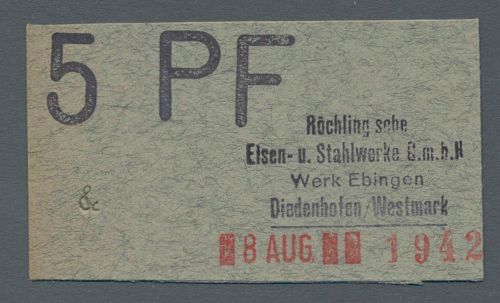 5 PF
Röchling sche
Eisen- u. Stahlwerke G.m.b.H
Werk Ebingen
Diedenhofen/Westmark
&
8 AUG. 1942